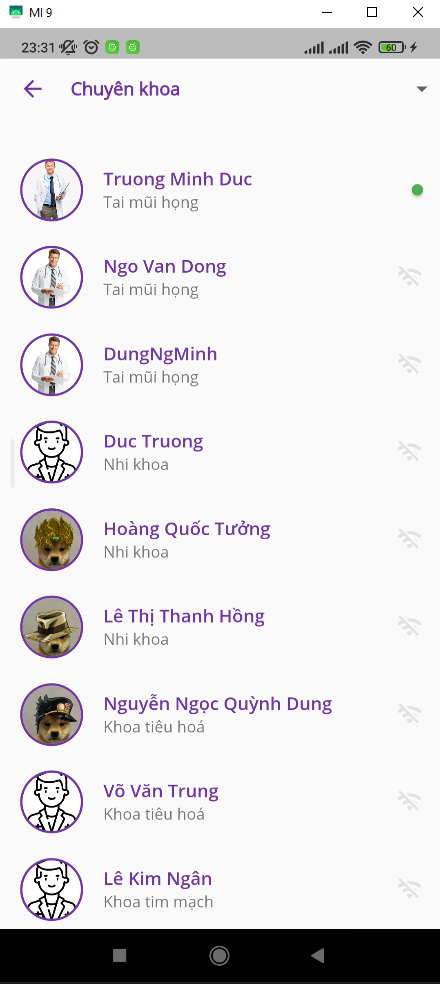 MI 9
23:31
60
Chuyên khoa
Truong Minh Duc
Tai mũi họng
Ngo Van Dong
Tai mũi họng
DungNgMinh
Tai mũi họng
Duc Truong
Nhi khoa
Hoàng Quốc Tưởng
Nhi khoa
Lê Thị Thanh Hồng
Nhi khoa
Nguyễn Ngọc Quỳnh Dung
Khoa tiêu hoá
Võ Văn Trung
Khoa tiêu hoá
Lê Kim Ngân
Khoa tim mạch